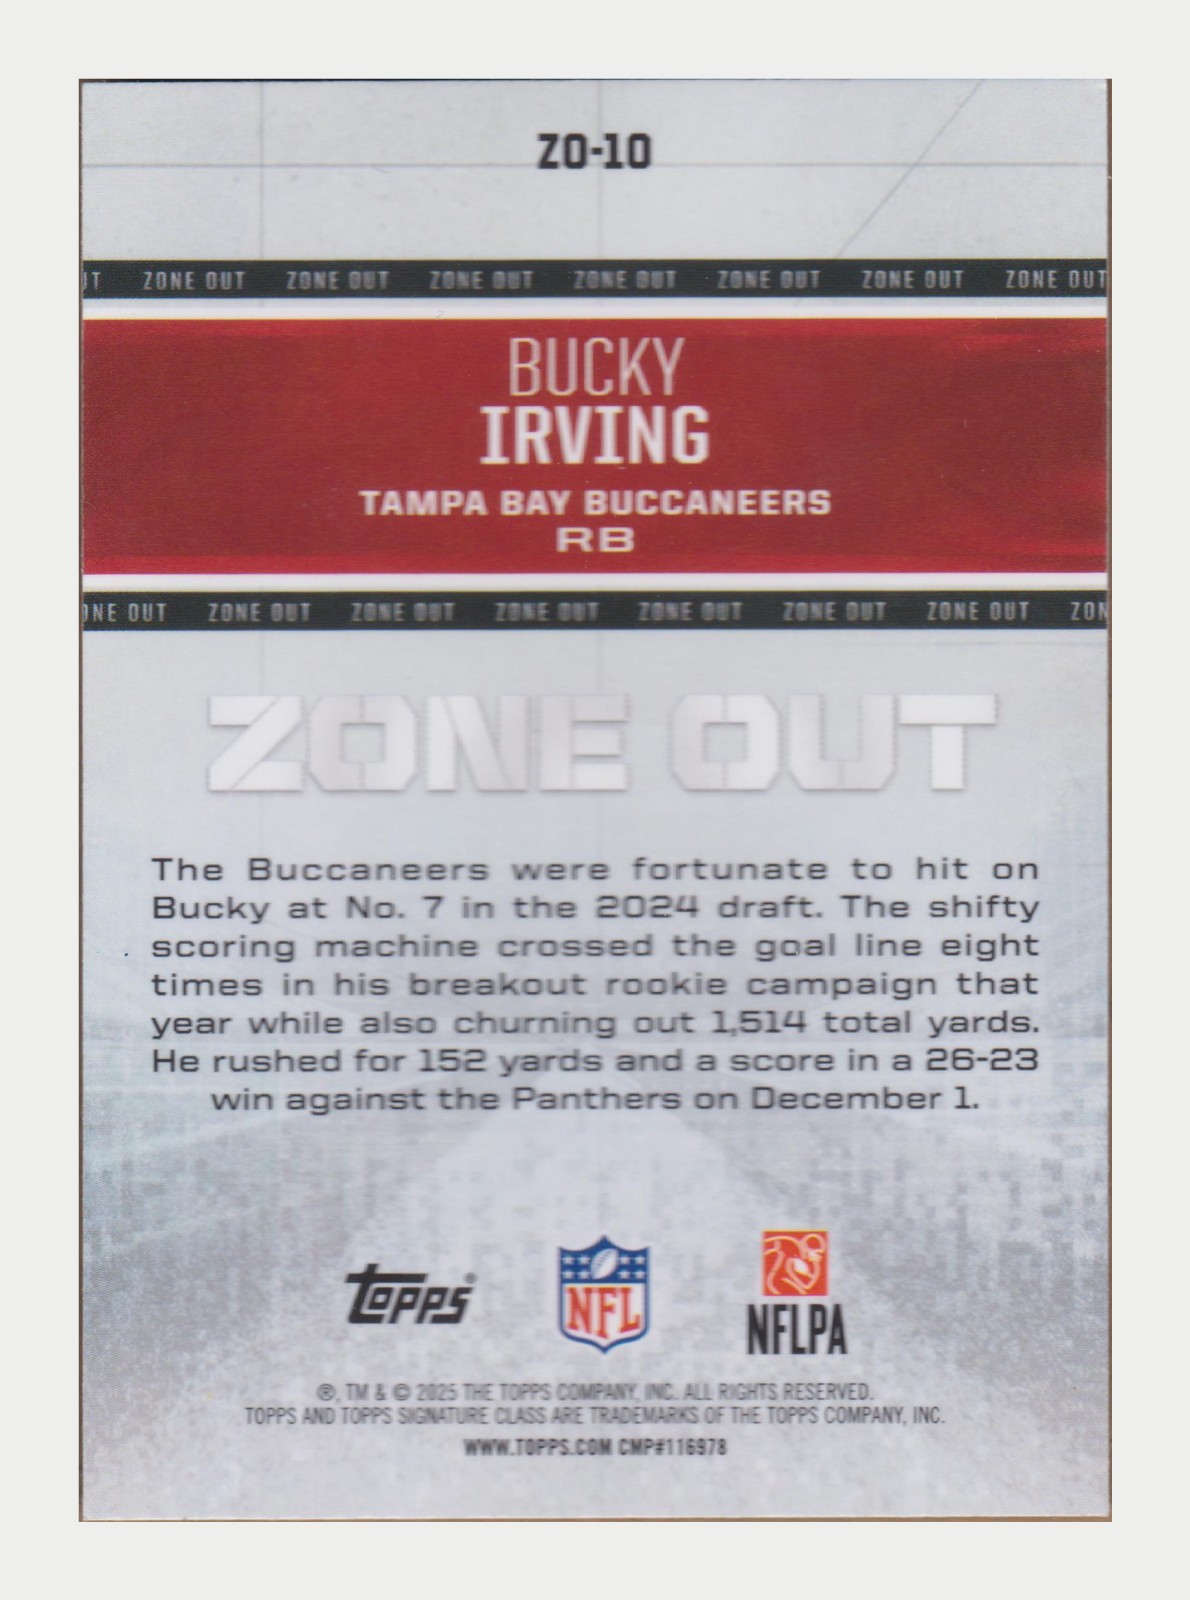 ZO-10
UT ZONE OUT ZONE OUT ZONE OUT ZONE OUT ZONE OUT ZONE OUT ZONE OUT
BUCKY
IRVING
TAMPA BAY BUCCANEERS
RB
ONE OUT ZONE OUT ZONE OUT ZONE OUT ZONE OUT ZONE OUT ZONE OUT ZON
ZONE OUT
The Buccaneers were fortunate to hit on
Bucky at No. 7 in the 2024 draft. The shifty
scoring machine crossed the goal line eight
times in his breakout rookie campaign that
year while also churning out 1,514 total yards.
He rushed for 152 yards and a score in a 26-23
win against the Panthers on December 1.
Topps®
NFL
NFLPA
®, TM & © 2025 THE TOPPS COMPANY, INC. ALL RIGHTS RESERVED.
TOPPS AND TOPPS SIGNATURE CLASS ARE TRADEMARKS OF THE TOPPS COMPANY, INC.
WWW.TOPPS.COM CMP#116978